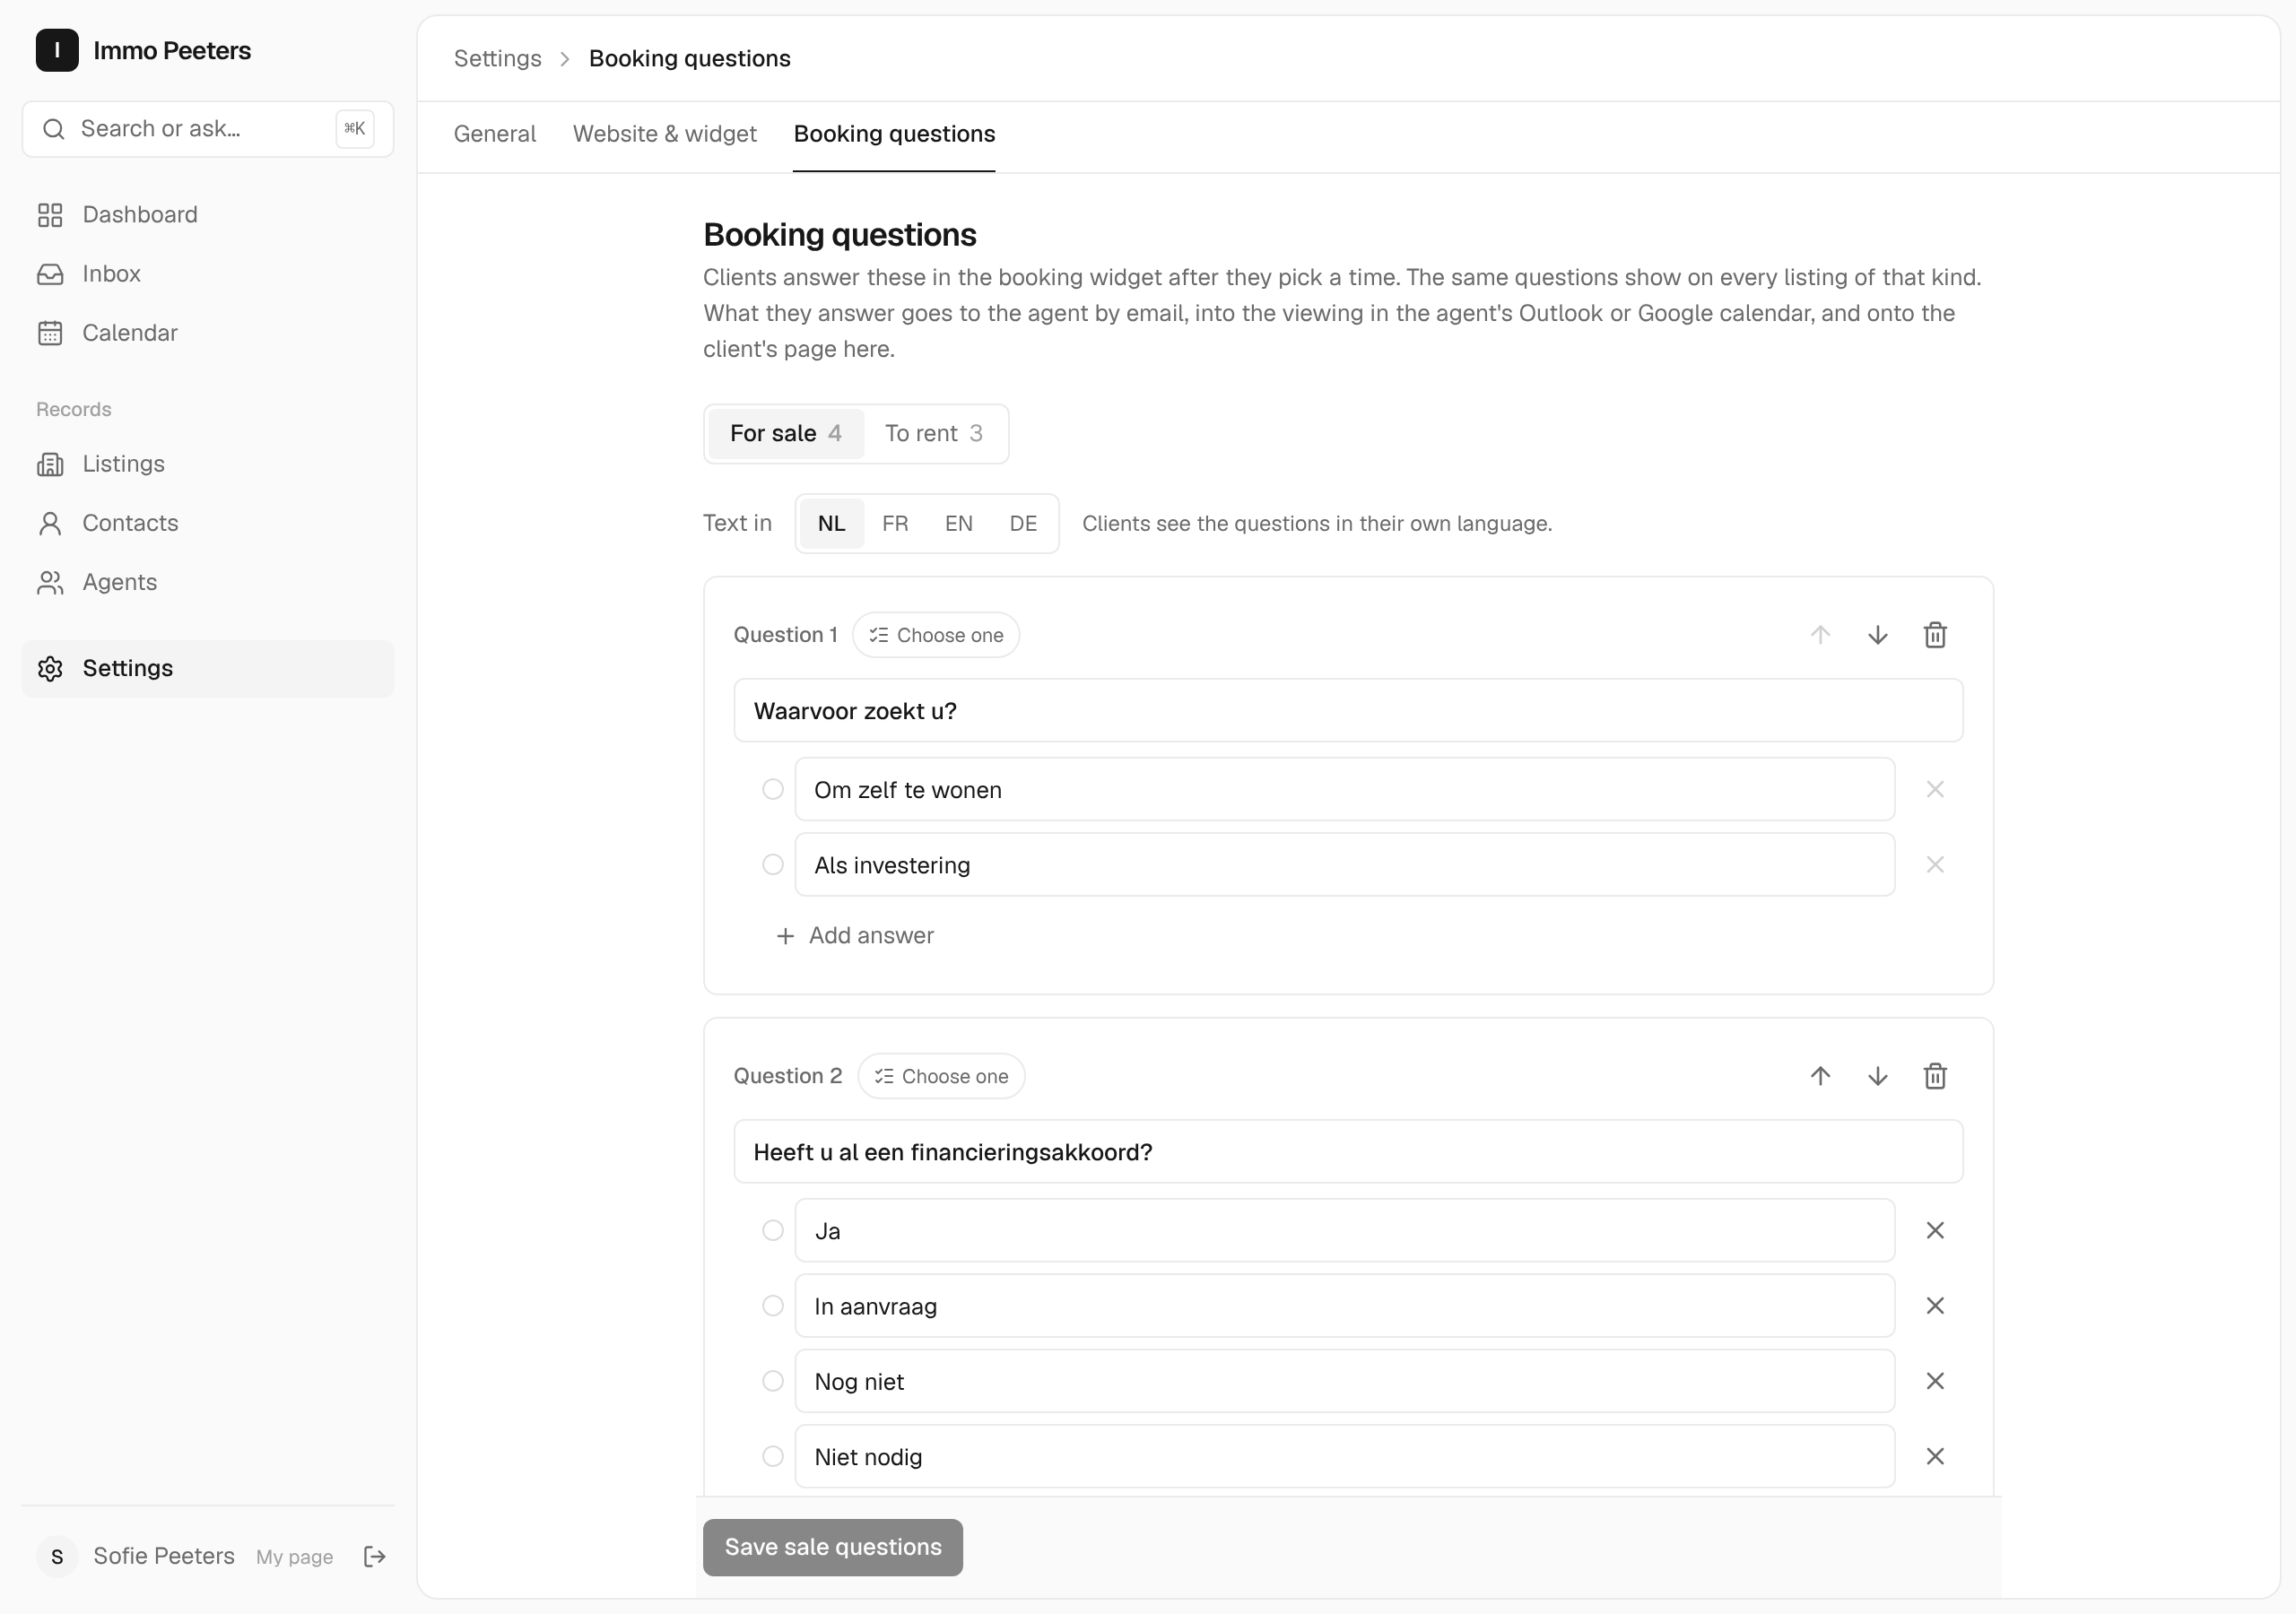 I
Immo Peeters
Search or ask...
⌘K
Dashboard
Inbox
Calendar
Records
Listings
Contacts
Agents
Settings
Sofie Peeters
My page
S
Settings > Booking questions
General
Website & widget
Booking questions
Booking questions
Clients answer these in the booking widget after they pick a time. The same questions show on every listing of that kind.
What they answer goes to the agent by email, into the viewing in the agent's Outlook or Google calendar, and onto the
client's page here.
For sale 4
To rent 3
Text in
NL
FR
EN
DE
Clients see the questions in their own language.
Question 1
Choose one
Waarvoor zoekt u?
Om zelf te wonen
Als investering
+ Add answer
Question 2
Choose one
Heeft u al een financieringsakkoord?
Ja
In aanvraag
Nog niet
Niet nodig
Save sale questions